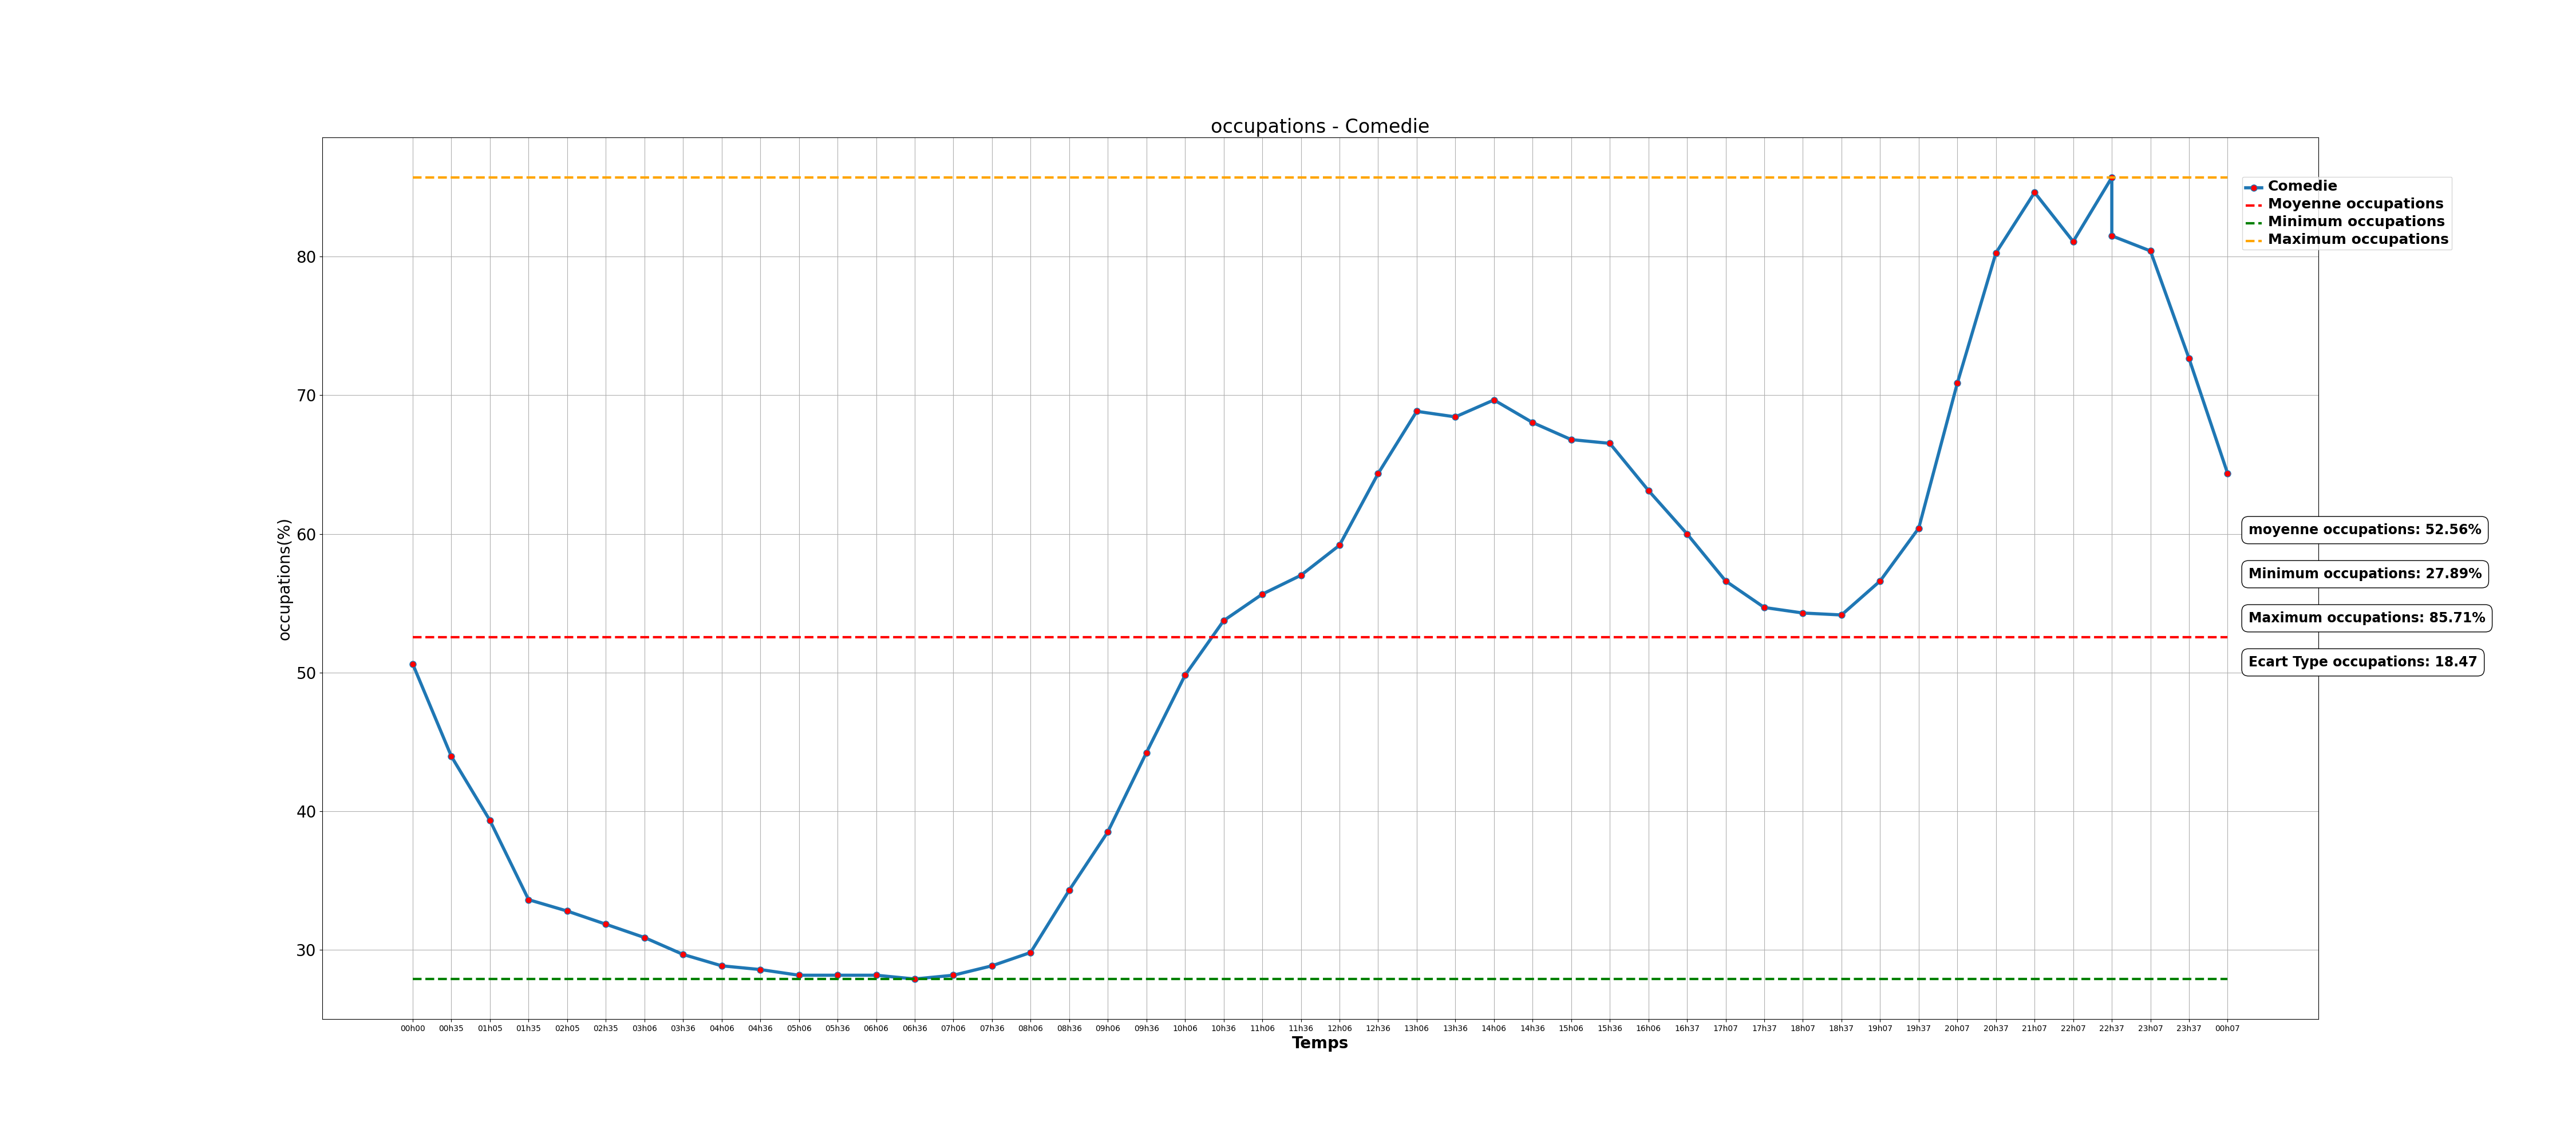 occupations - Comedie
Comedie
Moyenne occupations
Minimum occupations
Maximum occupations
80
70
60
50
40
30
occupations(%)
moyenne occupations: 52.56%
Minimum occupations: 27.89%
Maximum occupations: 85.71%
Ecart Type occupations: 18.47
00h00 00h35 01h05 01h35 02h05 02h35 03h06 03h36 04h06 04h36 05h06 05h36 06h06 06h36 07h06 07h36 08h06 08h36 09h06 09h36 10h06 10h36 11h06 11h36 12h06 12h36 13h06 13h36 14h06 14h36 15h06 15h36 16h06 16h37 17h07 17h37 18h07 18h37 19h07 19h37 20h07 20h37 21h07 22h07 22h37 23h07 23h37 00h07
Temps